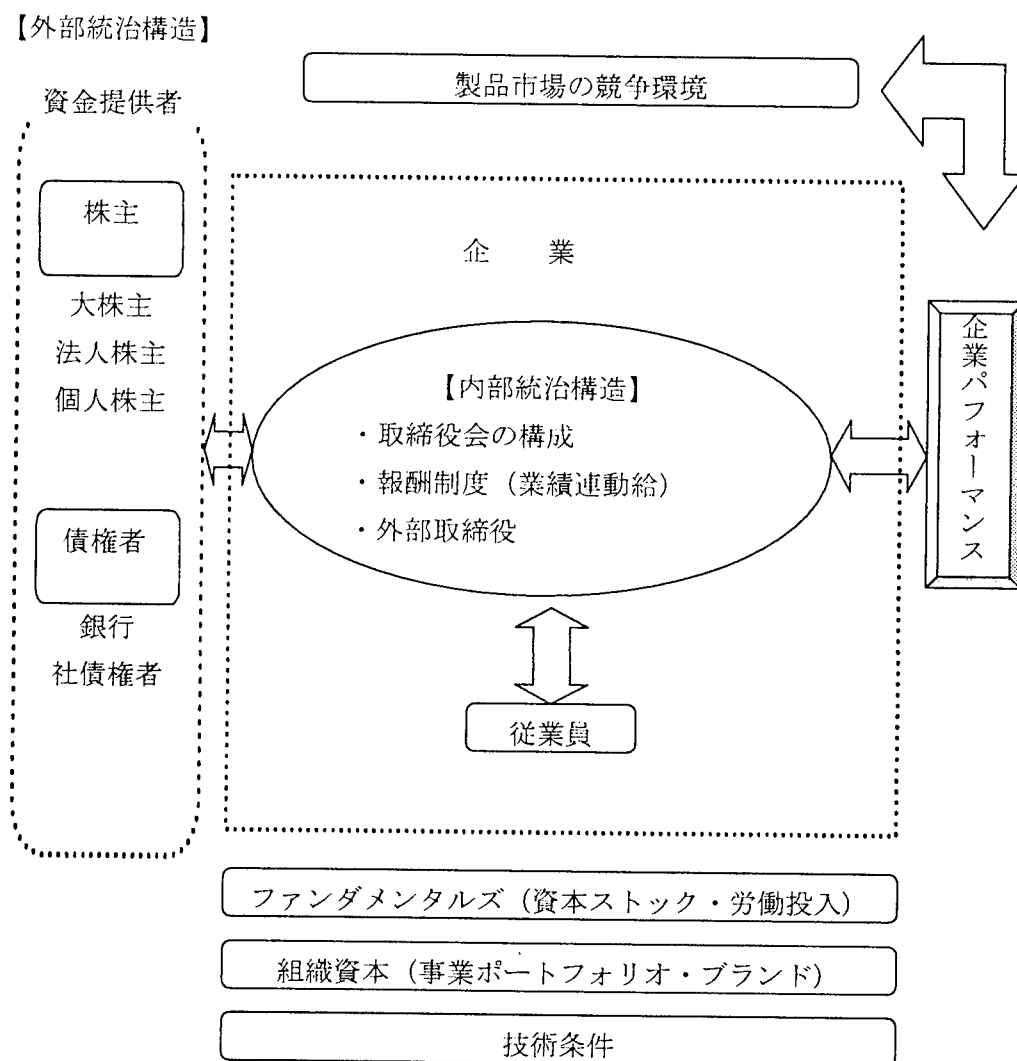 【外部統治構造】
製品市場の競争環境
資金提供者
株主
大株主
法人株主
個人株主
債権者
銀行
社債権者
企 業
【内部統治構造】
・取締役会の構成
・報酬制度（業績連動給）
・外部取締役
従業員
企業パフォーマンス
ファンダメンタルズ（資本ストック・労働投入）
組織資本（事業ポートフォリオ・ブランド）
技術条件